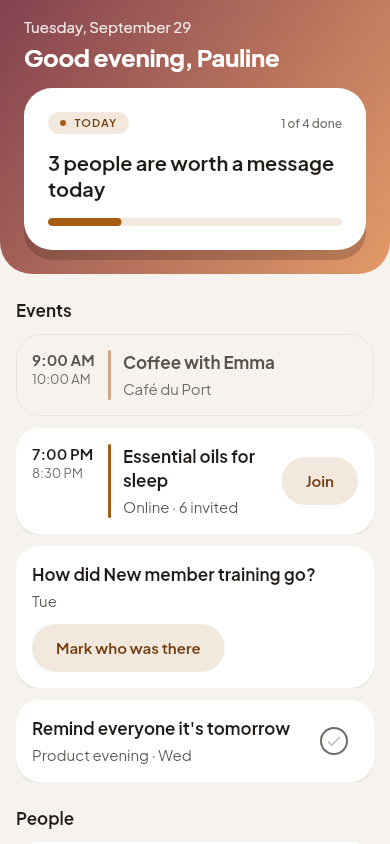 Tuesday, September 29
Good evening, Pauline
TODAY
1 of 4 done
3 people are worth a message
today
Events
9:00 AM
10:00 AM
Coffee with Emma
Café du Port
7:00 PM
8:30 PM
Essential oils for
sleep
Online · 6 invited
Join
How did New member training go?
Tue
Mark who was there
Remind everyone it's tomorrow
Product evening · Wed
People